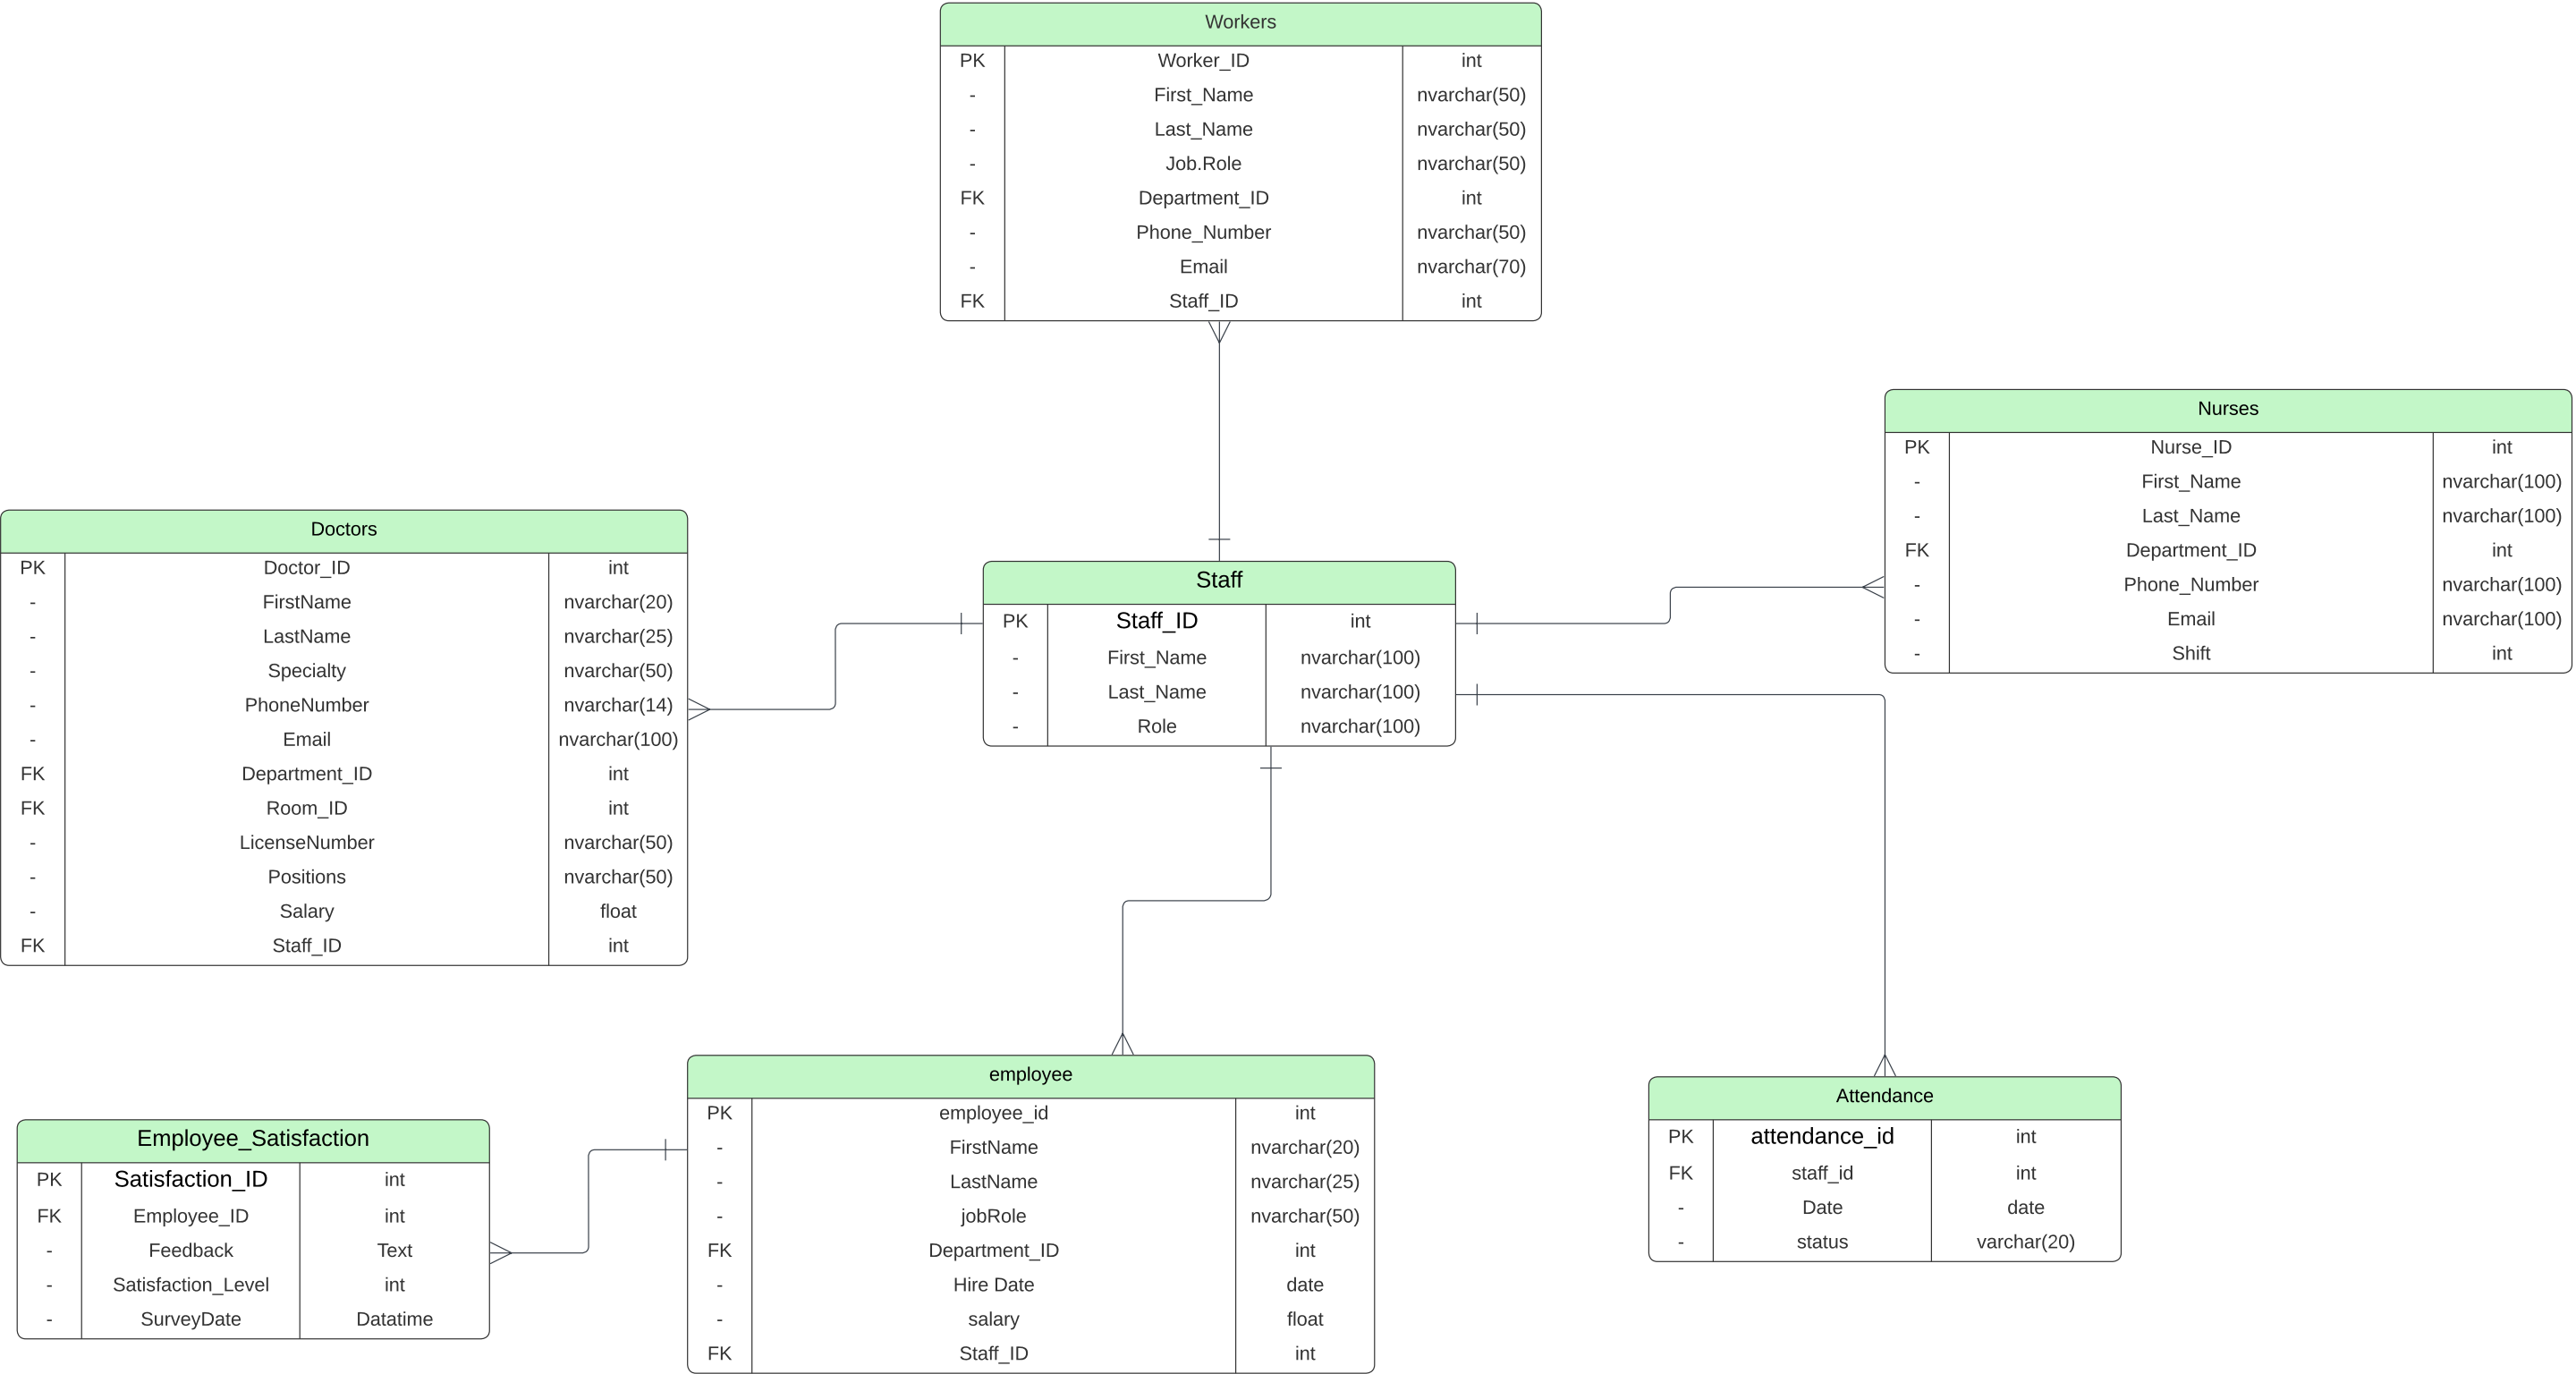 Workers
PK Worker_ID int
- First_Name nvarchar(50)
- Last_Name nvarchar(50)
- Job.Role nvarchar(50)
FK Department_ID int
- Phone_Number nvarchar(50)
- Email nvarchar(70)
FK Staff_ID int
Nurses
PK Nurse_ID int
- First_Name nvarchar(100)
- Last_Name nvarchar(100)
FK Department_ID int
- Phone_Number nvarchar(100)
- Email nvarchar(100)
- Shift int
Doctors
PK Doctor_ID int
- FirstName nvarchar(20)
- LastName nvarchar(25)
- Specialty nvarchar(50)
- PhoneNumber nvarchar(14)
- Email nvarchar(100)
FK Department_ID int
FK Room_ID int
- LicenseNumber nvarchar(50)
- Positions nvarchar(50)
- Salary float
FK Staff_ID int
Staff
PK Staff_ID int
- First_Name nvarchar(100)
- Last_Name nvarchar(100)
- Role nvarchar(100)
employee
PK employee_id int
- FirstName nvarchar(20)
- LastName nvarchar(25)
- jobRole nvarchar(50)
FK Department_ID int
- Hire Date date
- salary float
FK Staff_ID int
Attendance
PK attendance_id int
FK staff_id int
- Date date
- status varchar(20)
Employee_Satisfaction
PK Satisfaction_ID int
FK Employee_ID int
- Feedback Text
- Satisfaction_Level int
- SurveyDate Datatime